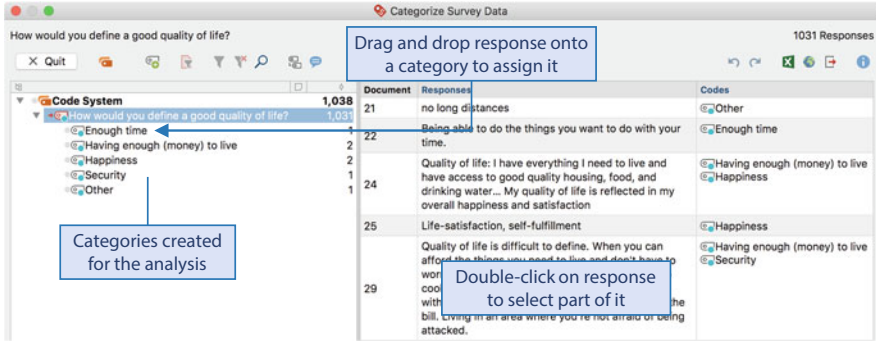 Categorize Survey Data
How would you define a good quality of life?
1031 Responses
Drag and drop response onto
a category to assign it
X Quit
Document Responses Codes
Code System 1,038
How would you define a good quality of life? 1,031
Enough time 1
Having enough (money) to live 2
Happiness 2
Security 1
Other 1
Categories created
for the analysis
21 no long distances Other
22 Being able to do the things you want to do with your
time.
Enough time
24 Quality of life: I have everything I need to live and
have access to good quality housing, food, and
drinking water... My quality of life is reflected in my
overall happiness and satisfaction
Having enough (money) to live
Happiness
25 Life-satisfaction, self-fulfillment Happiness
29 Quality of life is difficult to define. When you can
afford the things you need to live and don't have to
wor
coo
with the
bill. Living in an area where you're not afraid of being
attacked.
Having enough (money) to live
Security
Double-click on response
to select part of it